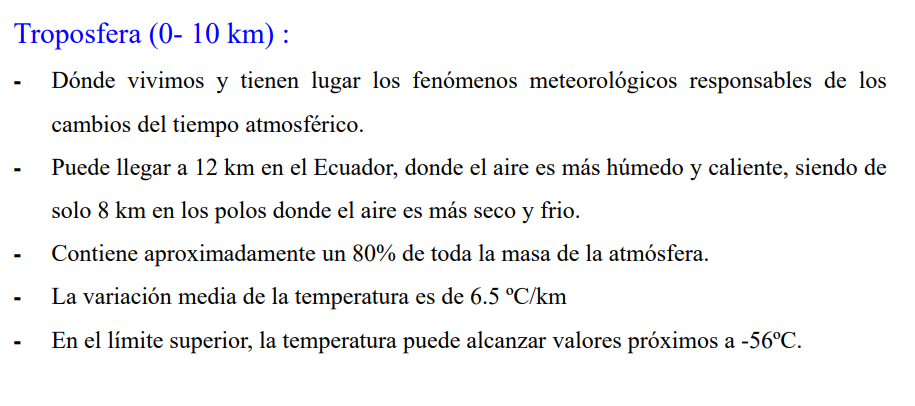 Troposfera (0- 10 km) :
- Dónde vivimos y tienen lugar los fenómenos meteorológicos responsables de los
cambios del tiempo atmosférico.
- Puede llegar a 12 km en el Ecuador, donde el aire es más húmedo y caliente, siendo de
solo 8 km en los polos donde el aire es más seco y frio.
- Contiene aproximadamente un 80% de toda la masa de la atmósfera.
- La variación media de la temperatura es de 6.5 ºC/km
- En el límite superior, la temperatura puede alcanzar valores próximos a -56ºC.